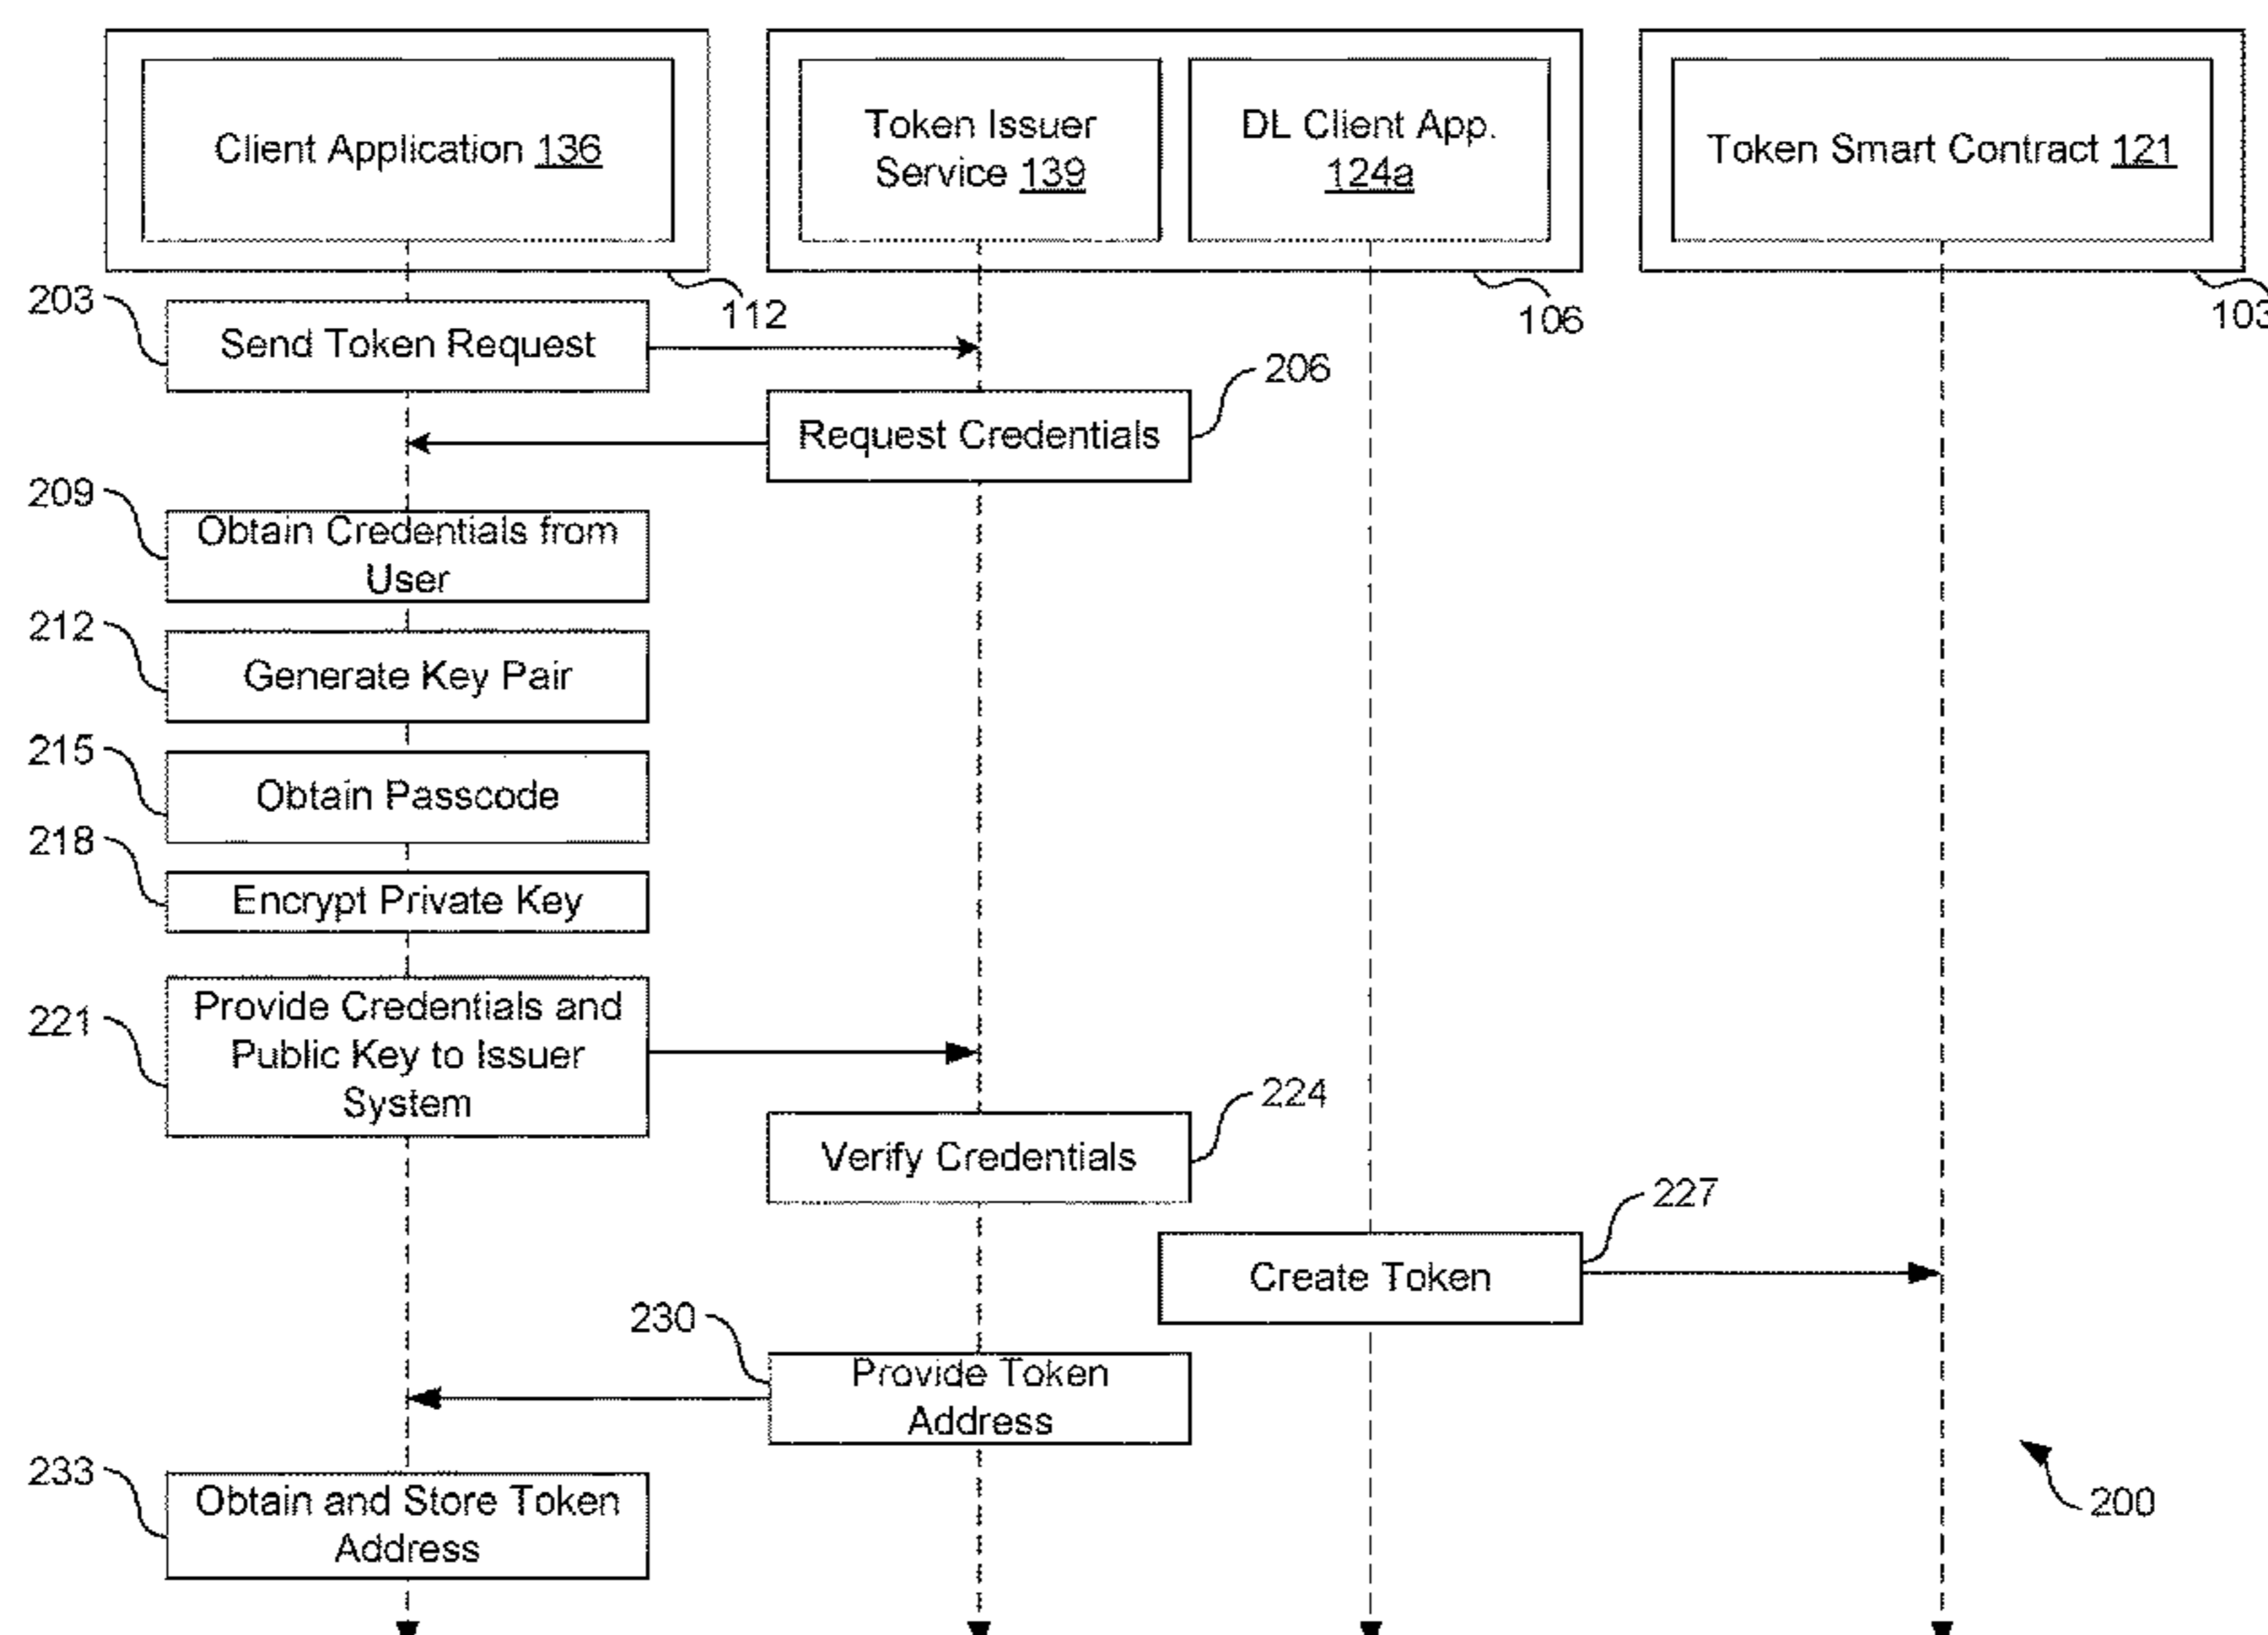 Client Application 136
Token Issuer
Service 139
DL Client App.
124a
Token Smart Contract 121
112
106
103
203
Send Token Request
206
Request Credentials
209
Obtain Credentials from
User
212
Generate Key Pair
215
Obtain Passcode
218
Encrypt Private Key
221
Provide Credentials and
Public Key to Issuer
System
224
Verify Credentials
227
Create Token
230
Provide Token
Address
233
Obtain and Store Token
Address
200